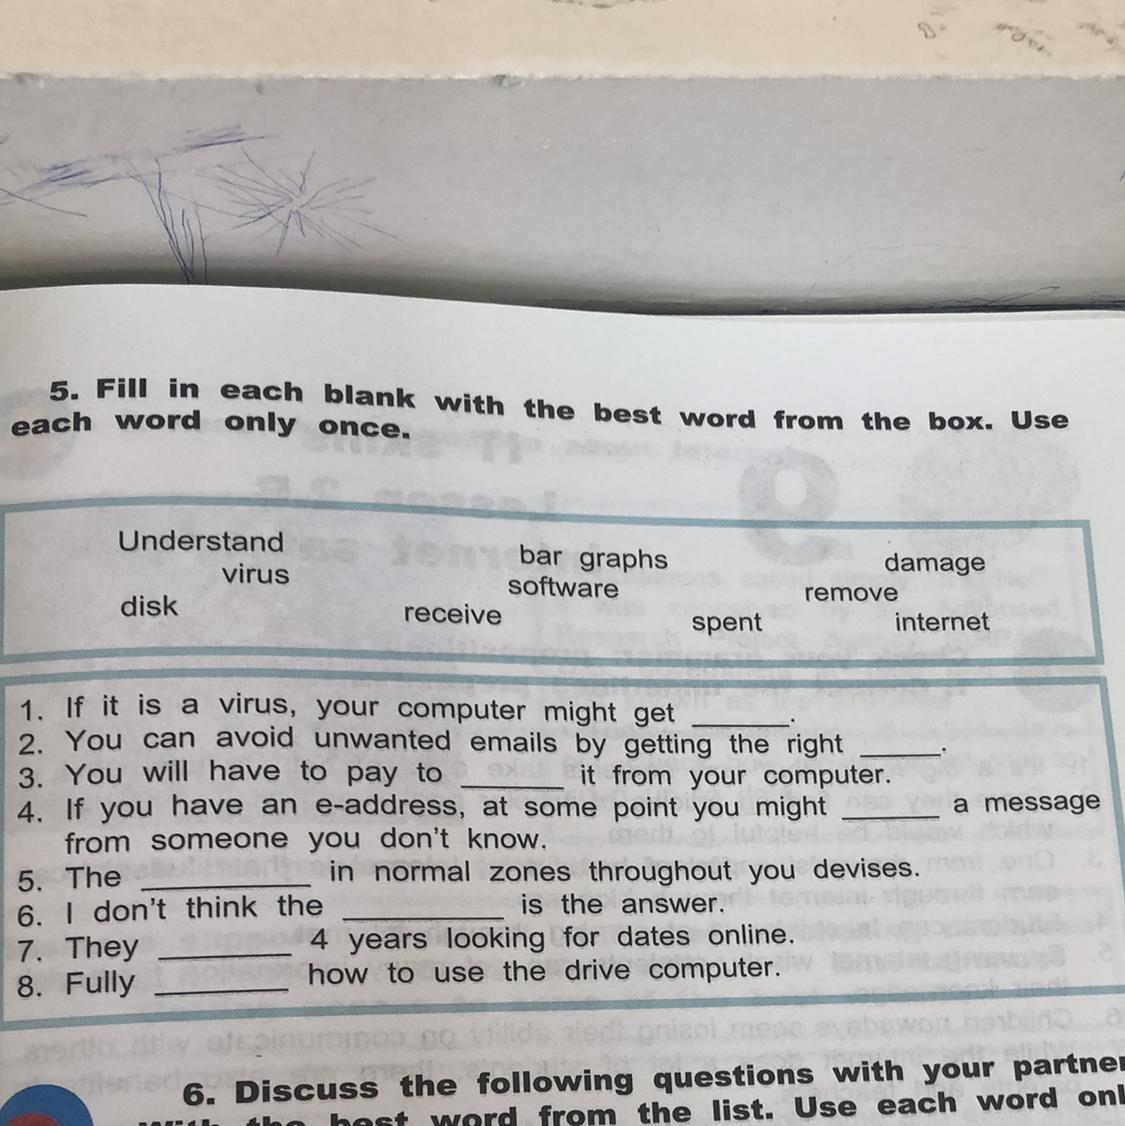 5. Fill in each blank with the best word from the box. Use
each word only once.
Understand bar graphs damage
virus software remove
disk receive spent internet
1. If it is a virus, your computer might get ______.
2. You can avoid unwanted emails by getting the right ______.
3. You will have to pay to ______ it from your computer.
4. If you have an e-address, at some point you might ______ a message
from someone you don't know.
5. The __________ in normal zones throughout you devises.
6. I don't think the __________ is the answer.
7. They ________ 4 years looking for dates online.
8. Fully ________ how to use the drive computer.
6. Discuss the following questions with your partner
With the best word from the list. Use each word onl